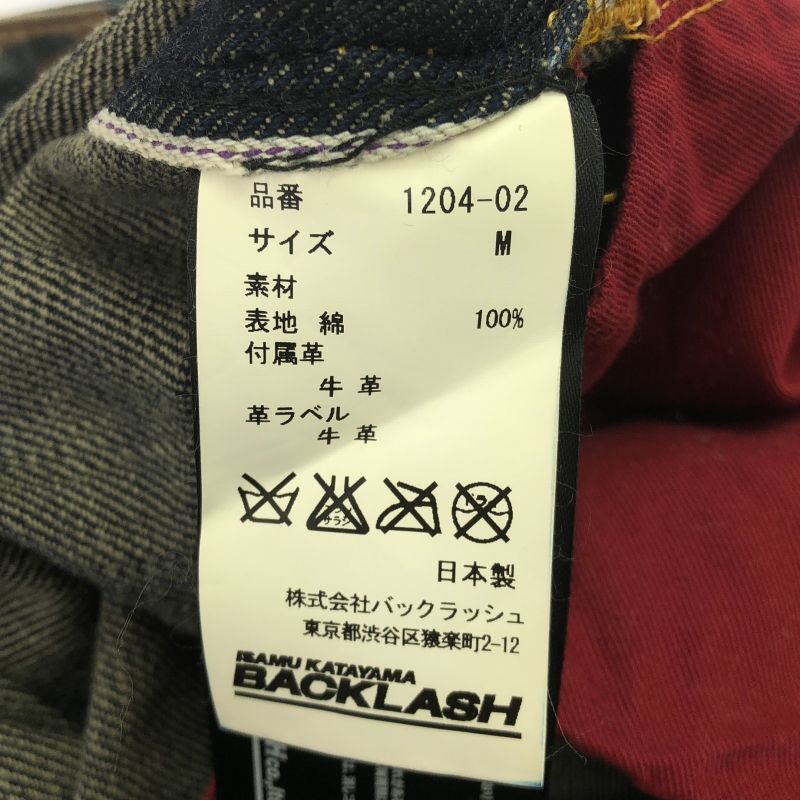 品番 1204-02
サイズ M
素材
表地 綿 100%
付属革
牛革
革ラベル
牛革
日本製
株式会社バックラッシュ
東京都渋谷区猿楽町2-12
ISAMU KATAYAMA
BACKLASH